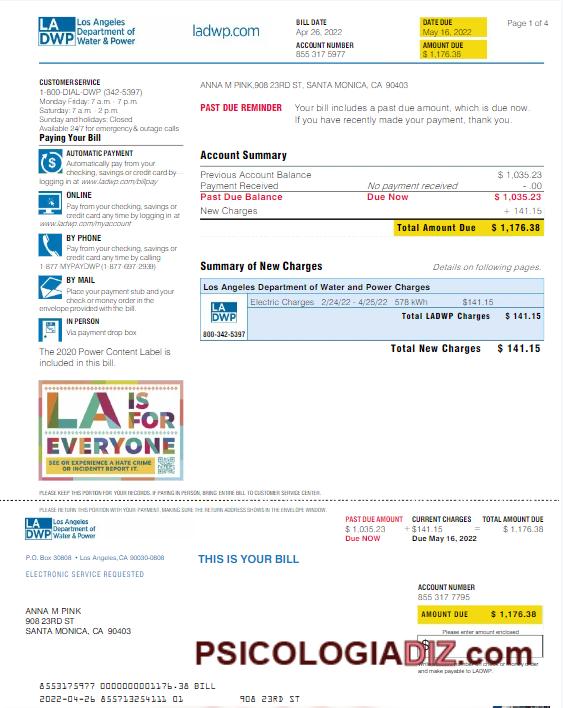 LA DWP
Los Angeles
Department of
Water & Power
ladwp.com
BILL DATE
Apr 26, 2022
DATE DUE
May 16, 2022
Page 1 of 4
ACCOUNT NUMBER
855 317 5977
AMOUNT DUE
$ 1,176.38
CUSTOMER SERVICE
1-800-DIAL-DWP (342-5397)
Monday Friday: 7 a.m. - 7 p.m.
Saturday: 7 a.m. - 2 p.m.
Sunday and holidays: Closed
Available 24/7 for emergency & outage calls
Paying Your Bill
AUTOMATIC PAYMENT
Automatically pay from your
checking, savings or credit card by
logging in at www.ladwp.com/billpay
ONLINE
Pay from your checking, savings or
credit card any time by logging in at
www.ladwp.com/myaccount
BY PHONE
Pay from your checking, savings or
credit card any time by calling
1 877 MYPAYDWP (1-877-697-2939)
BY MAIL
Place your payment stub and your
check or money order in the
envelope provided with the bill.
IN PERSON
Via payment drop box
The 2020 Power Content Label is
included in this bill.
LA IS FOR
EVERYONE
SEE OR EXPERIENCE A HATE CRIME
OR INCIDENT? REPORT IT.
ANNA M PINK,908 23RD ST, SANTA MONICA, CA 90403
PAST DUE REMINDER Your bill includes a past due amount, which is due now.
If you have recently made your payment, thank you.
Account Summary
Previous Account Balance $ 1,035.23
Payment Received No payment received - .00
Past Due Balance Due Now $ 1,035.23
New Charges + 141.15
Total Amount Due $ 1,176.38
Summary of New Charges Details on following pages.
Los Angeles Department of Water and Power Charges
LA DWP
800-342-5397
Electric Charges 2/24/22 - 4/25/22 578 kWh $141.15
Total LADWP Charges $ 141.15
Total New Charges $ 141.15
PLEASE KEEP THIS PORTION FOR YOUR RECORDS. IF PAYING IN PERSON, BRING ENTIRE BILL TO CUSTOMER SERVICE CENTER.
PLEASE RETURN THIS PORTION WITH YOUR PAYMENT, MAKING SURE THE RETURN ADDRESS SHOWS IN THE ENVELOPE WINDOW.
LA DWP
Los Angeles
Department of
Water & Power
PAST DUE AMOUNT CURRENT CHARGES TOTAL AMOUNT DUE
$ 1,035.23 + $141.15 = $ 1,176.38
Due NOW Due May 16, 2022
P.O. Box 30808 • Los Angeles, CA 90030-0808
THIS IS YOUR BILL
ELECTRONIC SERVICE REQUESTED
ACCOUNT NUMBER
855 317 7795
AMOUNT DUE $ 1,176.38
ANNA M PINK
908 23RD ST
SANTA MONICA, CA 90403
Please enter amount enclosed
$
PSICOLOGIADIZ.com
and make payable to LADWP.
8553175977 0000000001176.38 BILL
2022-04-26 855713254111 01 908 23RD ST